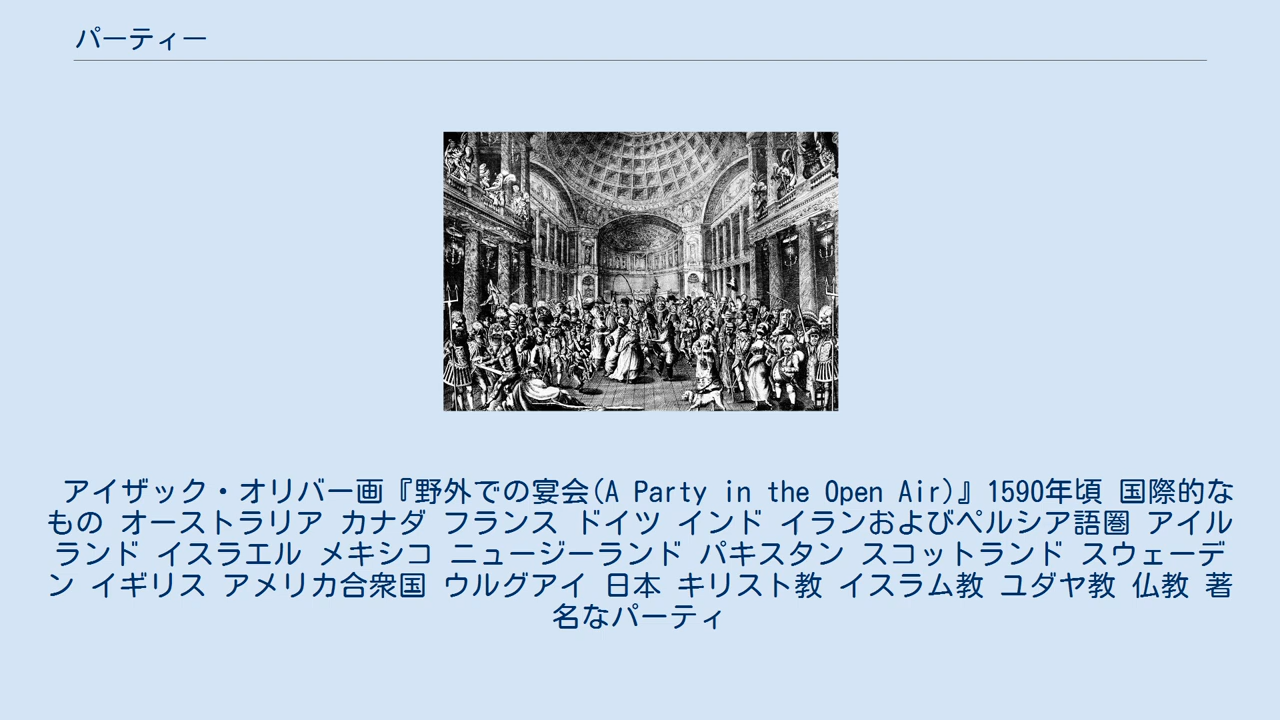 パーティー
アイザック・オリバー画『野外での宴会(A Party in the Open Air)』1590年頃 国際的な
もの オーストラリア カナダ フランス ドイツ インド イランおよびペルシア語圏 アイル
ランド イスラエル メキシコ ニュージーランド パキスタン スコットランド スウェーデ
ン イギリス アメリカ合衆国 ウルグアイ 日本 キリスト教 イスラム教 ユダヤ教 仏教 著
名なパーティ